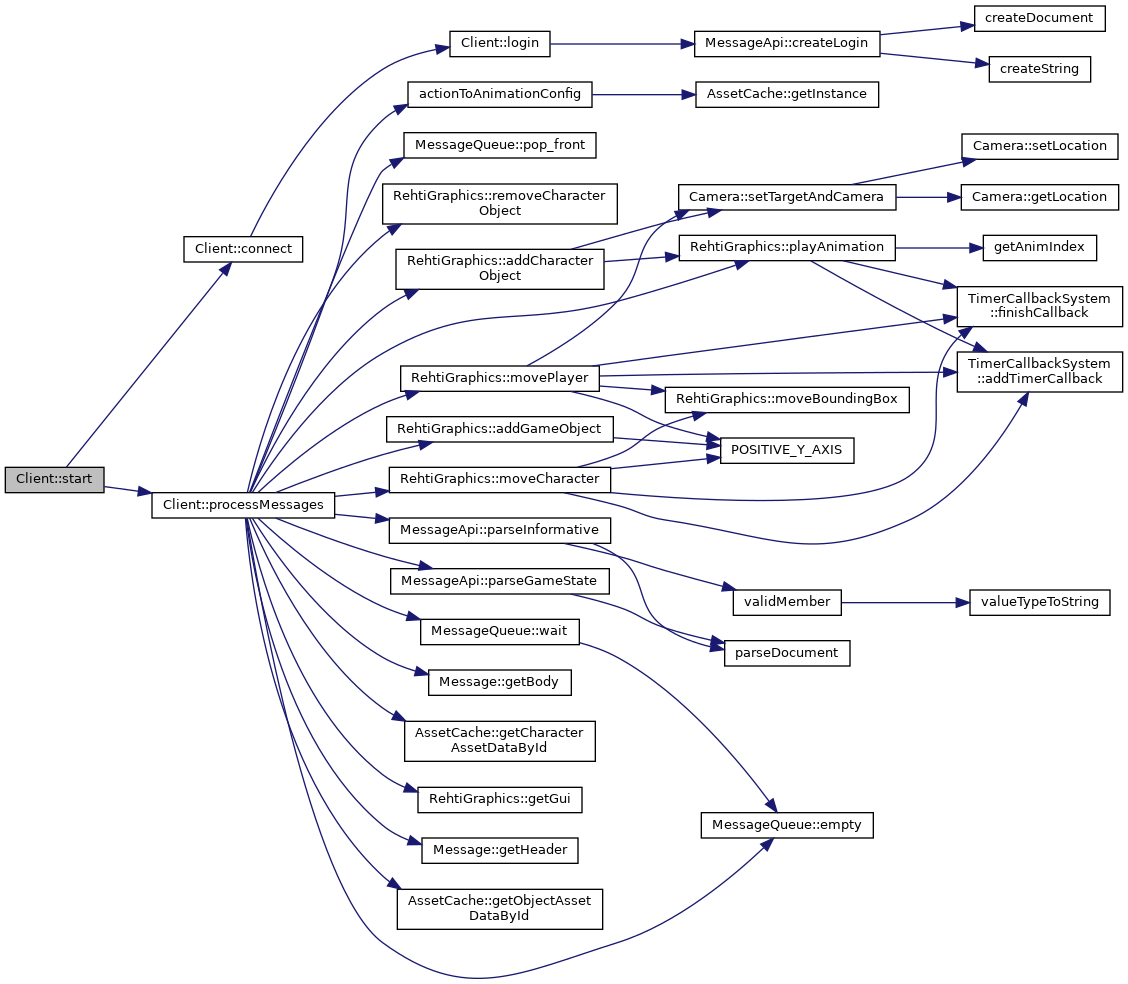 Client::start
Client::connect
Client::processMessages
Client::login
actionToAnimationConfig
MessageQueue::pop_front
RehtiGraphics::removeCharacter
Object
RehtiGraphics::addCharacter
Object
RehtiGraphics::movePlayer
RehtiGraphics::addGameObject
RehtiGraphics::moveCharacter
MessageApi::parseInformative
MessageApi::parseGameState
MessageQueue::wait
Message::getBody
AssetCache::getCharacter
AssetDataById
RehtiGraphics::getGui
Message::getHeader
AssetCache::getObjectAsset
DataById
MessageApi::createLogin
AssetCache::getInstance
Camera::setTargetAndCamera
RehtiGraphics::playAnimation
RehtiGraphics::moveBoundingBox
POSITIVE_Y_AXIS
validMember
parseDocument
MessageQueue::empty
createDocument
createString
Camera::setLocation
Camera::getLocation
getAnimIndex
TimerCallbackSystem
::finishCallback
TimerCallbackSystem
::addTimerCallback
valueTypeToString